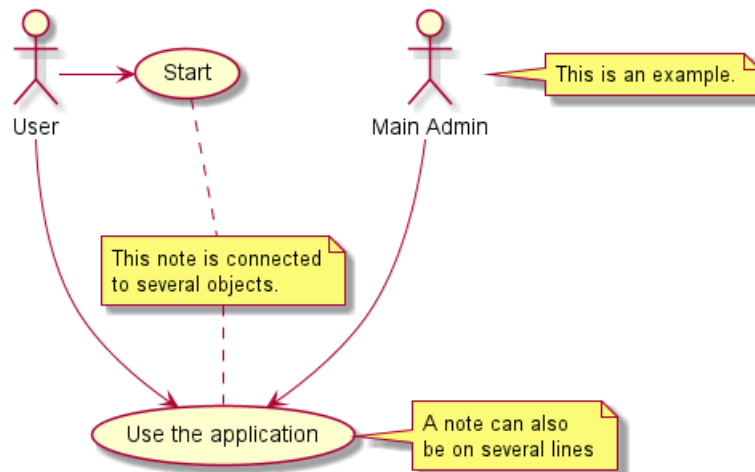 Start
This is an example.
User
Main Admin
This note is connected
to several objects.
Use the application
A note can also
be on several lines